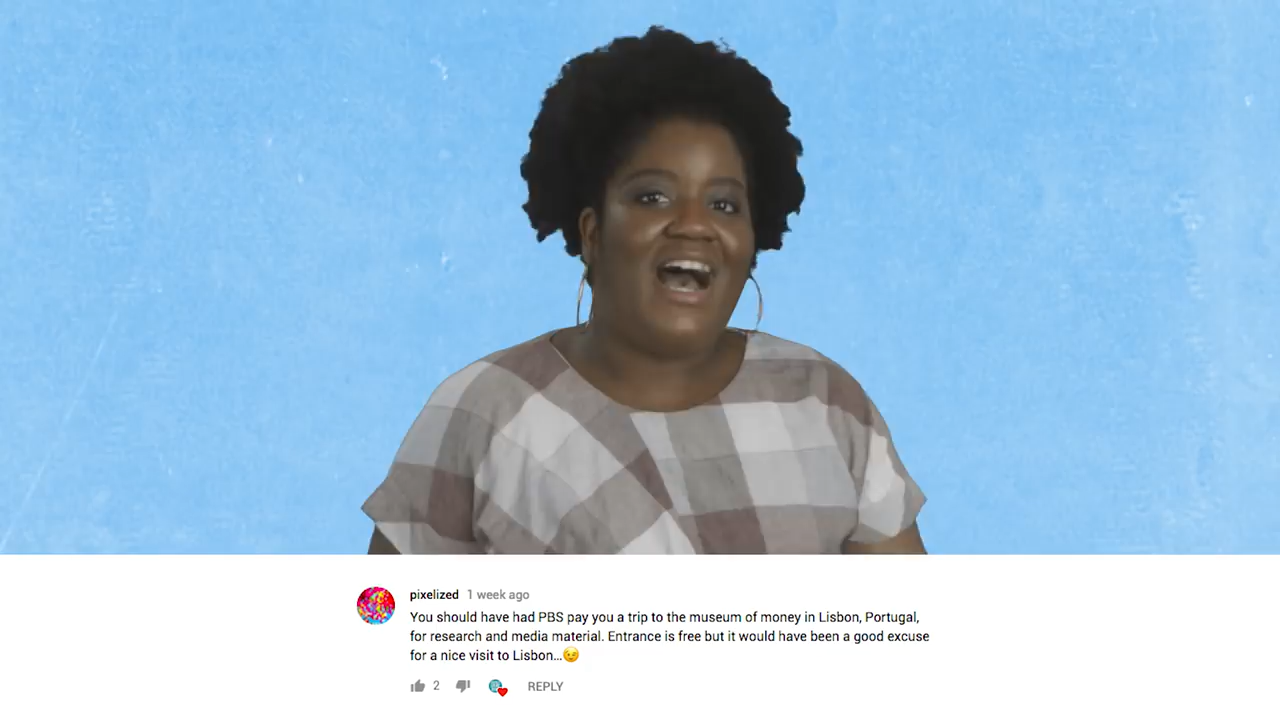 pixelized 1 week ago
You should have had PBS pay you a trip to the museum of money in Lisbon, Portugal,
for research and media material. Entrance is free but it would have been a good excuse
for a nice visit to Lisbon...😉
2 REPLY